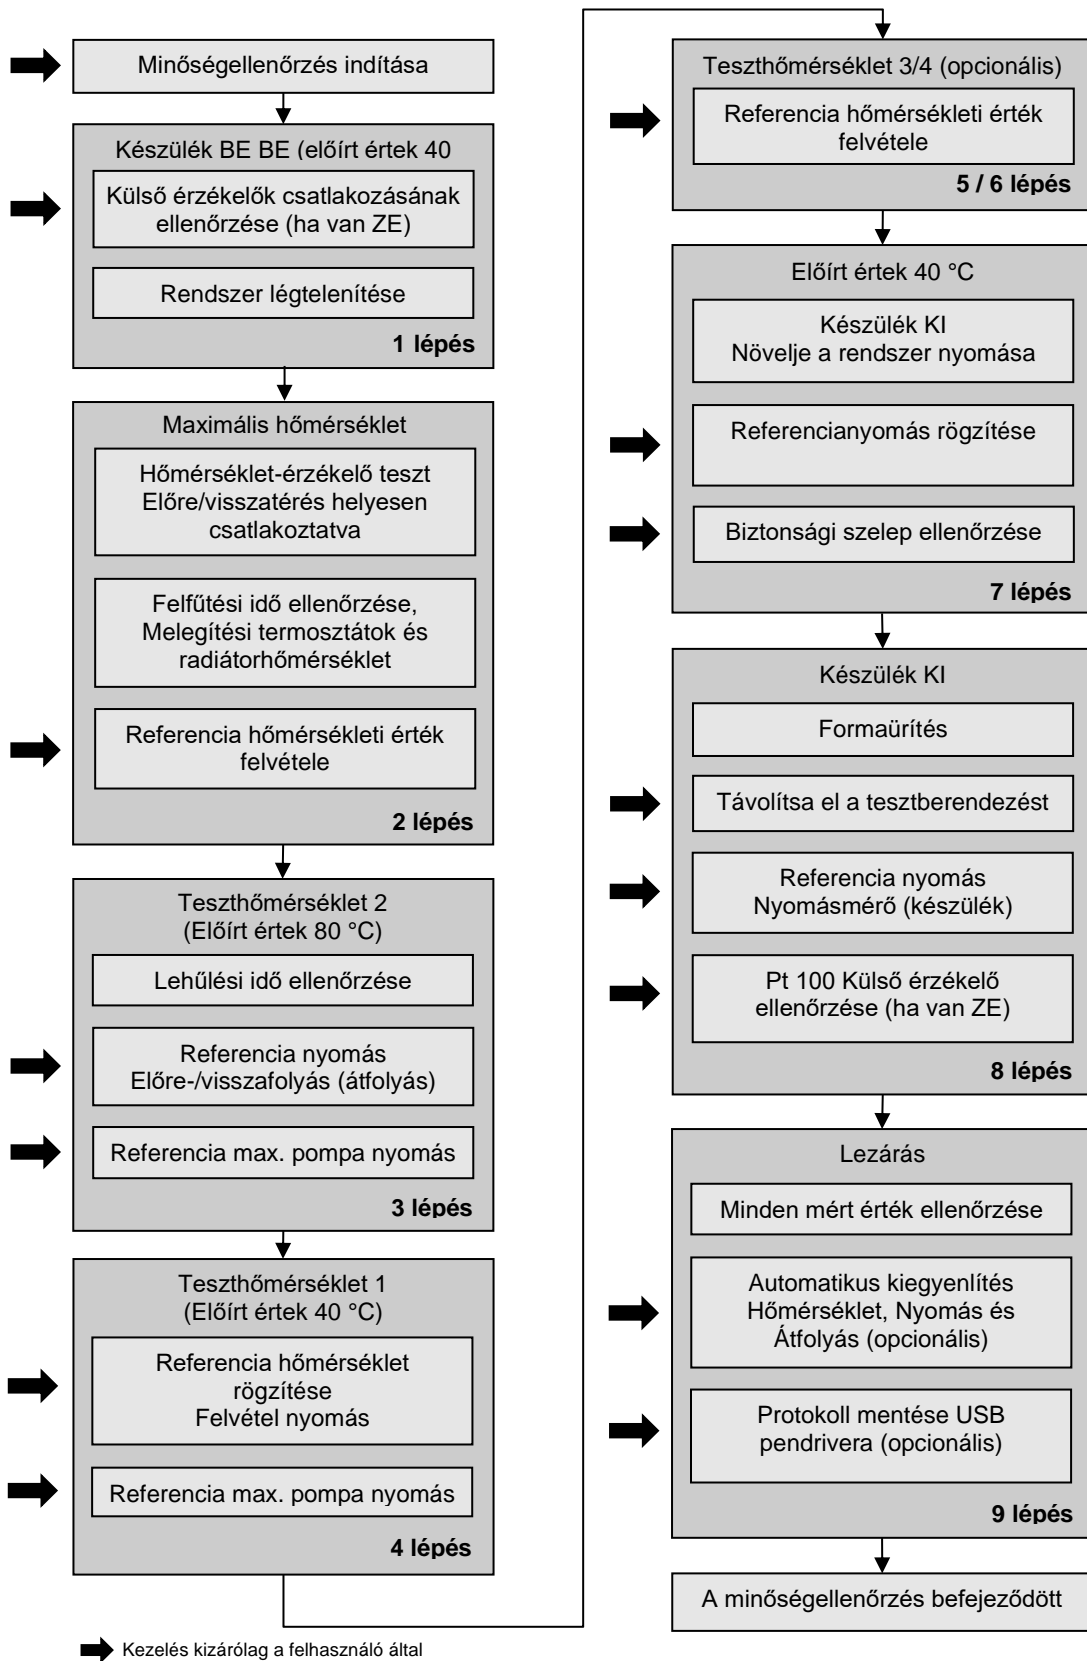 Minőségellenőrzés indítása
Készülék BE BE (előírt értek 40
Külső érzékelők csatlakozásának
ellenőrzése (ha van ZE)
Rendszer légtelenítése
1 lépés
Maximális hőmérséklet
Hőmérséklet-érzékelő teszt
Előre/visszatérés helyesen
csatlakoztatva
Felfűtési idő ellenőrzése,
Melegítési termosztátok és
radiátorhőmérséklet
Referencia hőmérsékleti érték
felvétele
2 lépés
Teszthőmérséklet 2
(Előírt értek 80 °C)
Lehűlési idő ellenőrzése
Referencia nyomás
Előre-/visszafolyás (átfolyás)
Referencia max. pompa nyomás
3 lépés
Teszthőmérséklet 1
(Előírt értek 40 °C)
Referencia hőmérséklet
rögzítése
Felvétel nyomás
Referencia max. pompa nyomás
4 lépés
Teszthőmérséklet 3/4 (opcionális)
Referencia hőmérsékleti érték
felvétele
5 / 6 lépés
Előírt értek 40 °C
Készülék KI
Növelje a rendszer nyomása
Referencianyomás rögzítése
Biztonsági szelep ellenőrzése
7 lépés
Készülék KI
Formaürítés
Távolítsa el a tesztberendezést
Referencia nyomás
Nyomásmérő (készülék)
Pt 100 Külső érzékelő
ellenőrzése (ha van ZE)
8 lépés
Lezárás
Minden mért érték ellenőrzése
Automatikus kiegyenlítés
Hőmérséklet, Nyomás és
Átfolyás (opcionális)
Protokoll mentése USB
pendrivera (opcionális)
9 lépés
A minőségellenőrzés befejeződött
Kezelés kizárólag a felhasználó által